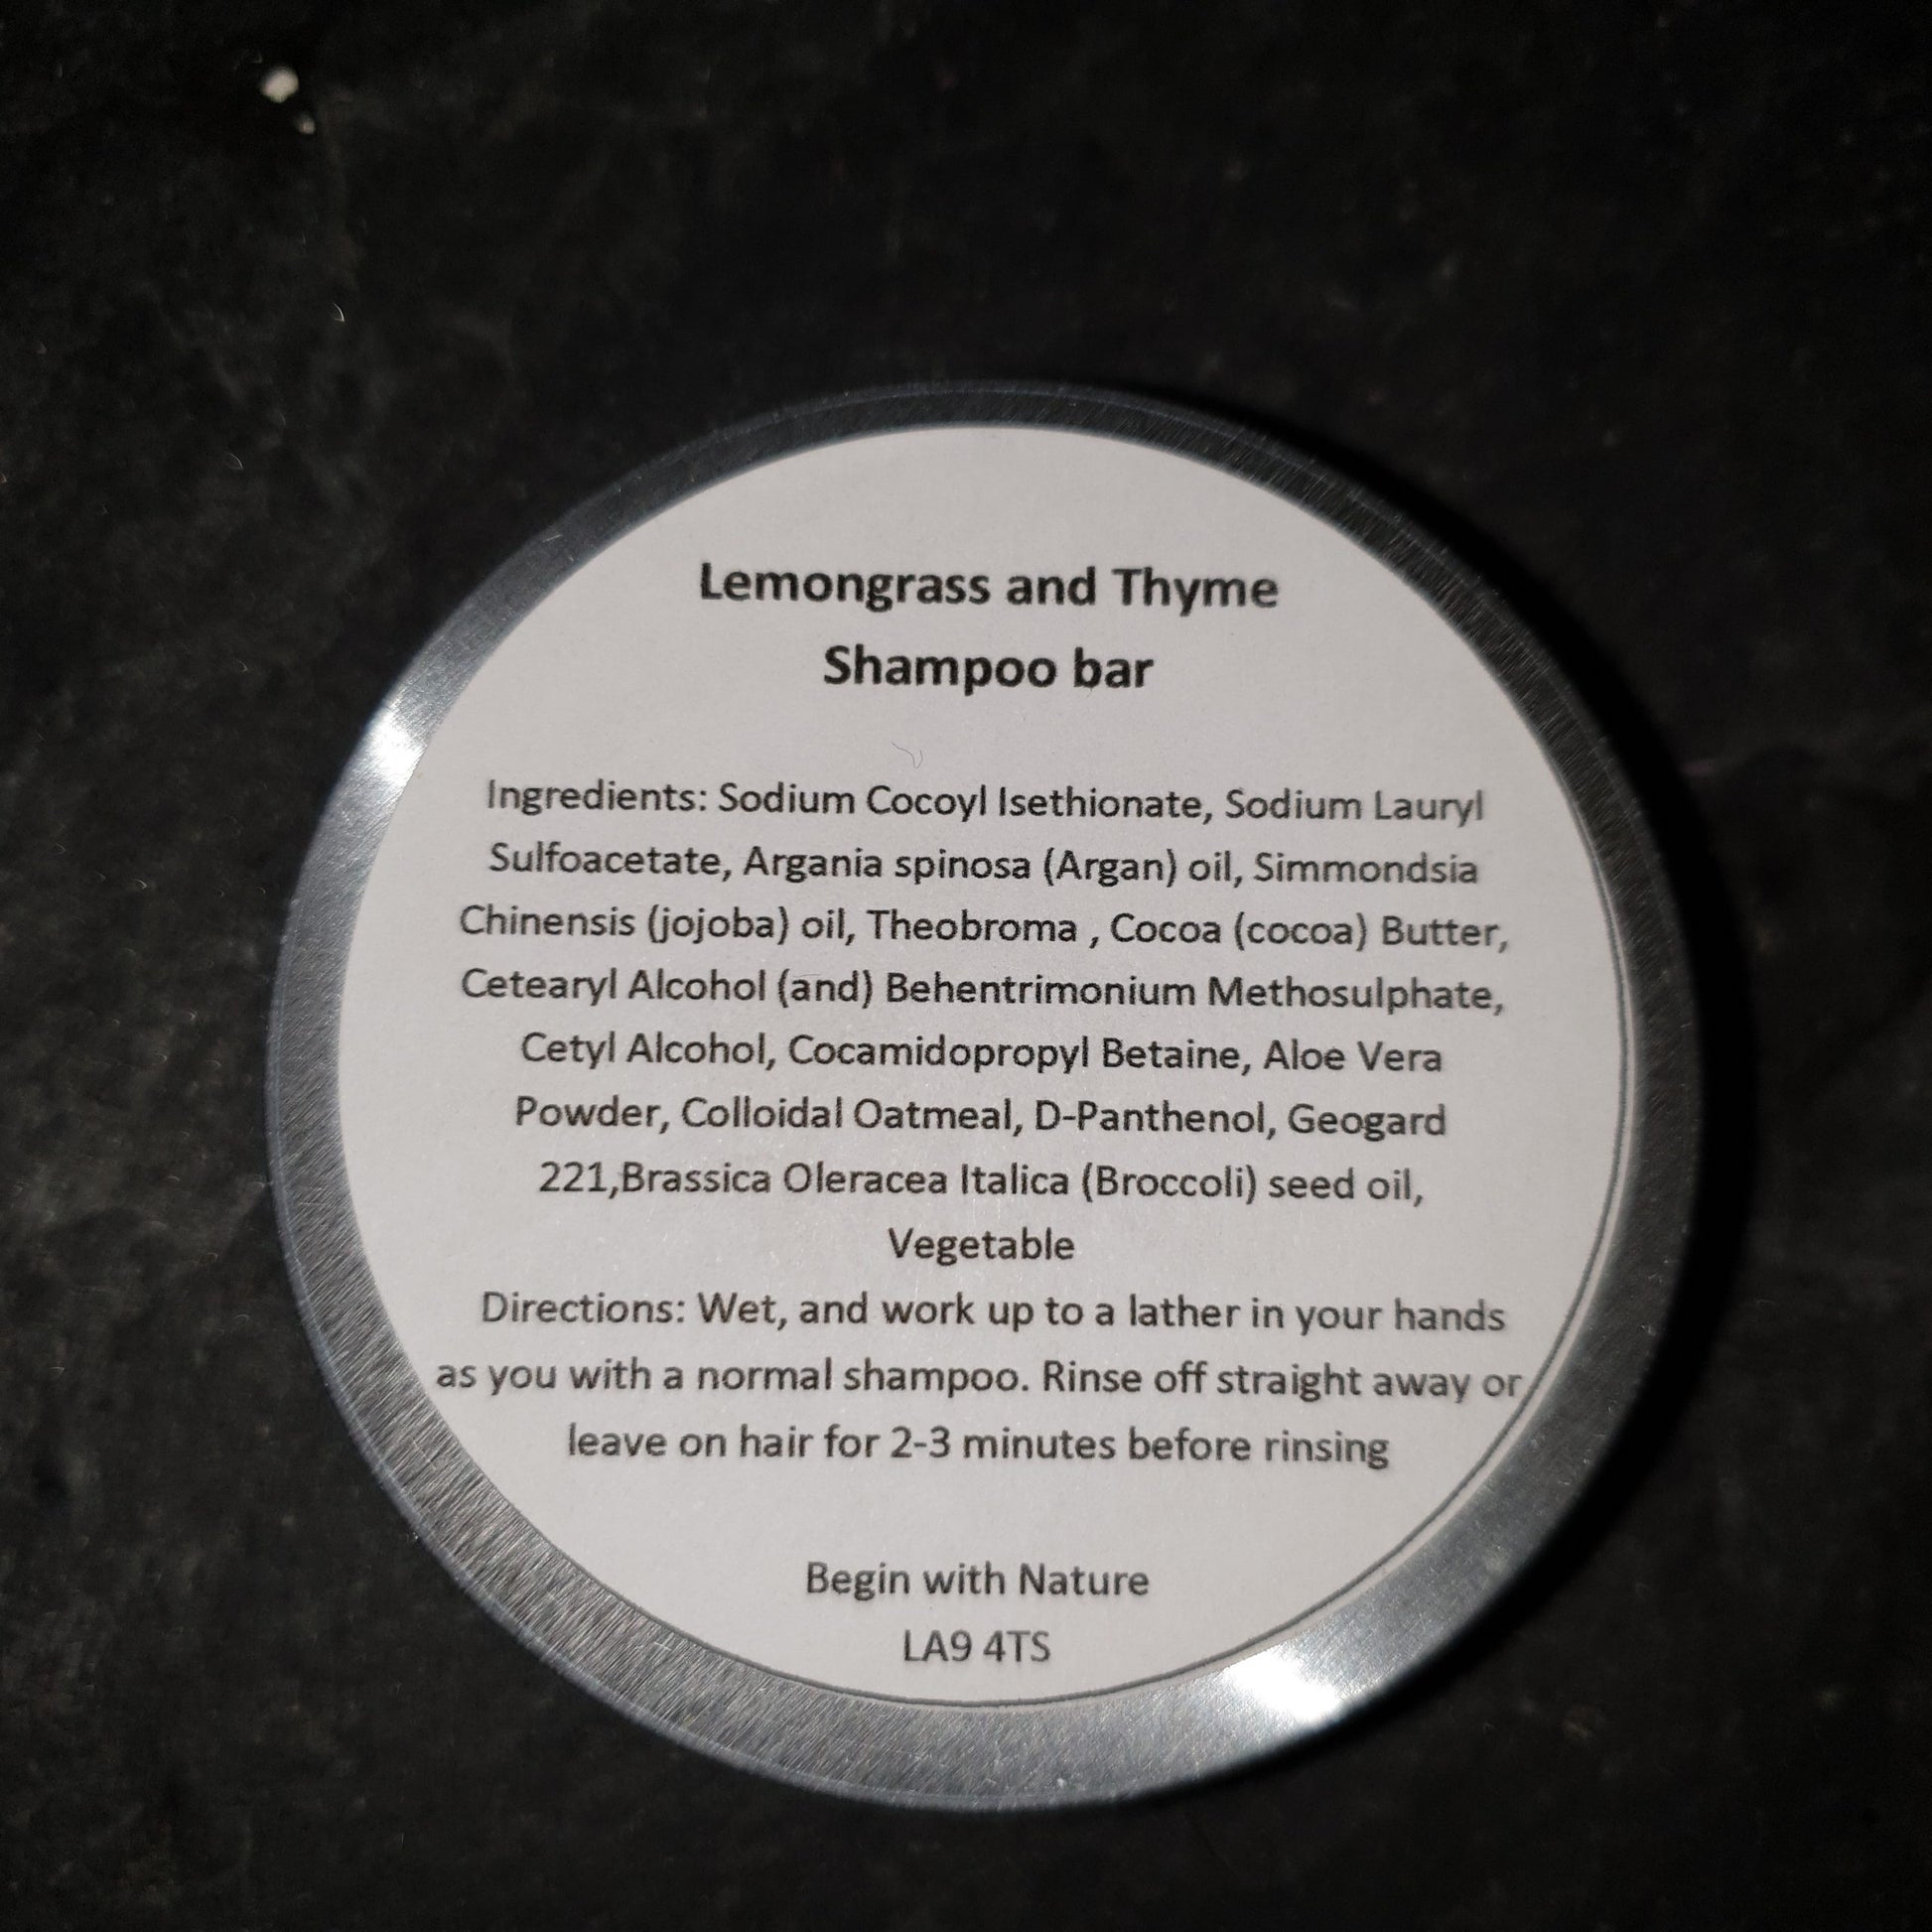 Lemongrass and Thyme
Shampoo bar
Ingredients: Sodium Cocoyl Isethionate, Sodium Lauryl
Sulfoacetate, Argania spinosa (Argan) oil, Simmondsia
Chinensis (jojoba) oil, Theobroma , Cocoa (cocoa) Butter,
Cetearyl Alcohol (and) Behentrimonium Methosulphate,
Cetyl Alcohol, Cocamidopropyl Betaine, Aloe Vera
Powder, Colloidal Oatmeal, D-Panthenol, Geogard
221,Brassica Oleracea Italica (Broccoli) seed oil,
Vegetable
Directions: Wet, and work up to a lather in your hands
as you with a normal shampoo. Rinse off straight away or
leave on hair for 2-3 minutes before rinsing
Begin with Nature
LA9 4TS